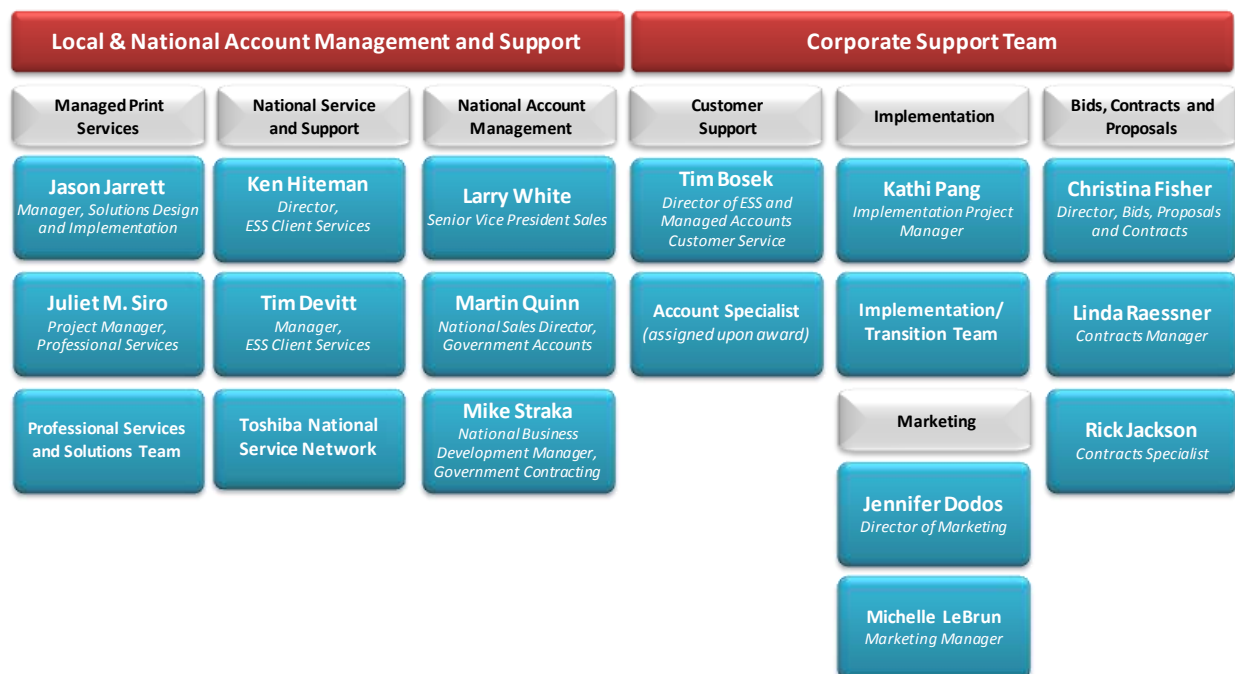 Local & National Account Management and Support
Corporate Support Team
Managed Print
Services
National Service
and Support
National Account
Management
Customer
Support
Implementation
Bids, Contracts and
Proposals
Jason Jarrett
Manager, Solutions Design
and Implementation
Ken Hiteman
Director,
ESS Client Services
Larry White
Senior Vice President Sales
Tim Bosek
Director of ESS and
Managed Accounts
Customer Service
Kathi Pang
Implementation Project
Manager
Christina Fisher
Director, Bids, Proposals
and Contracts
Juliet M. Siro
Project Manager,
Professional Services
Tim Devitt
Manager,
ESS Client Services
Martin Quinn
National Sales Director,
Government Accounts
Account Specialist
(assigned upon award)
Implementation/
Transition Team
Linda Raessner
Contracts Manager
Professional Services
and Solutions Team
Toshiba National
Service Network
Mike Straka
National Business
Development Manager,
Government Contracting
Marketing
Rick Jackson
Contracts Specialist
Jennifer Dodos
Director of Marketing
Michelle LeBrun
Marketing Manager